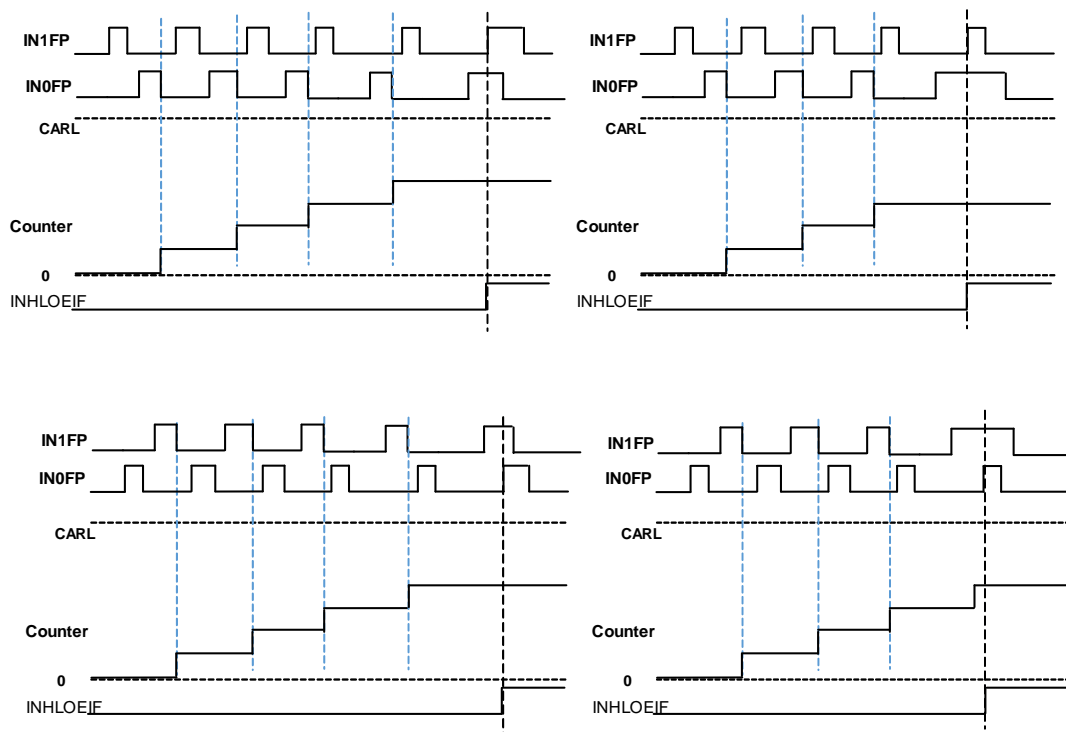 IN1FP
IN0FP
CARL
Counter
0
INHLOEIF
IN1FP
IN0FP
CARL
Counter
0
INHLOEIF
IN1FP
IN0FP
CARL
Counter
0
INHLOEIF
IN1FP
IN0FP
CARL
Counter
0
INHLOEIF